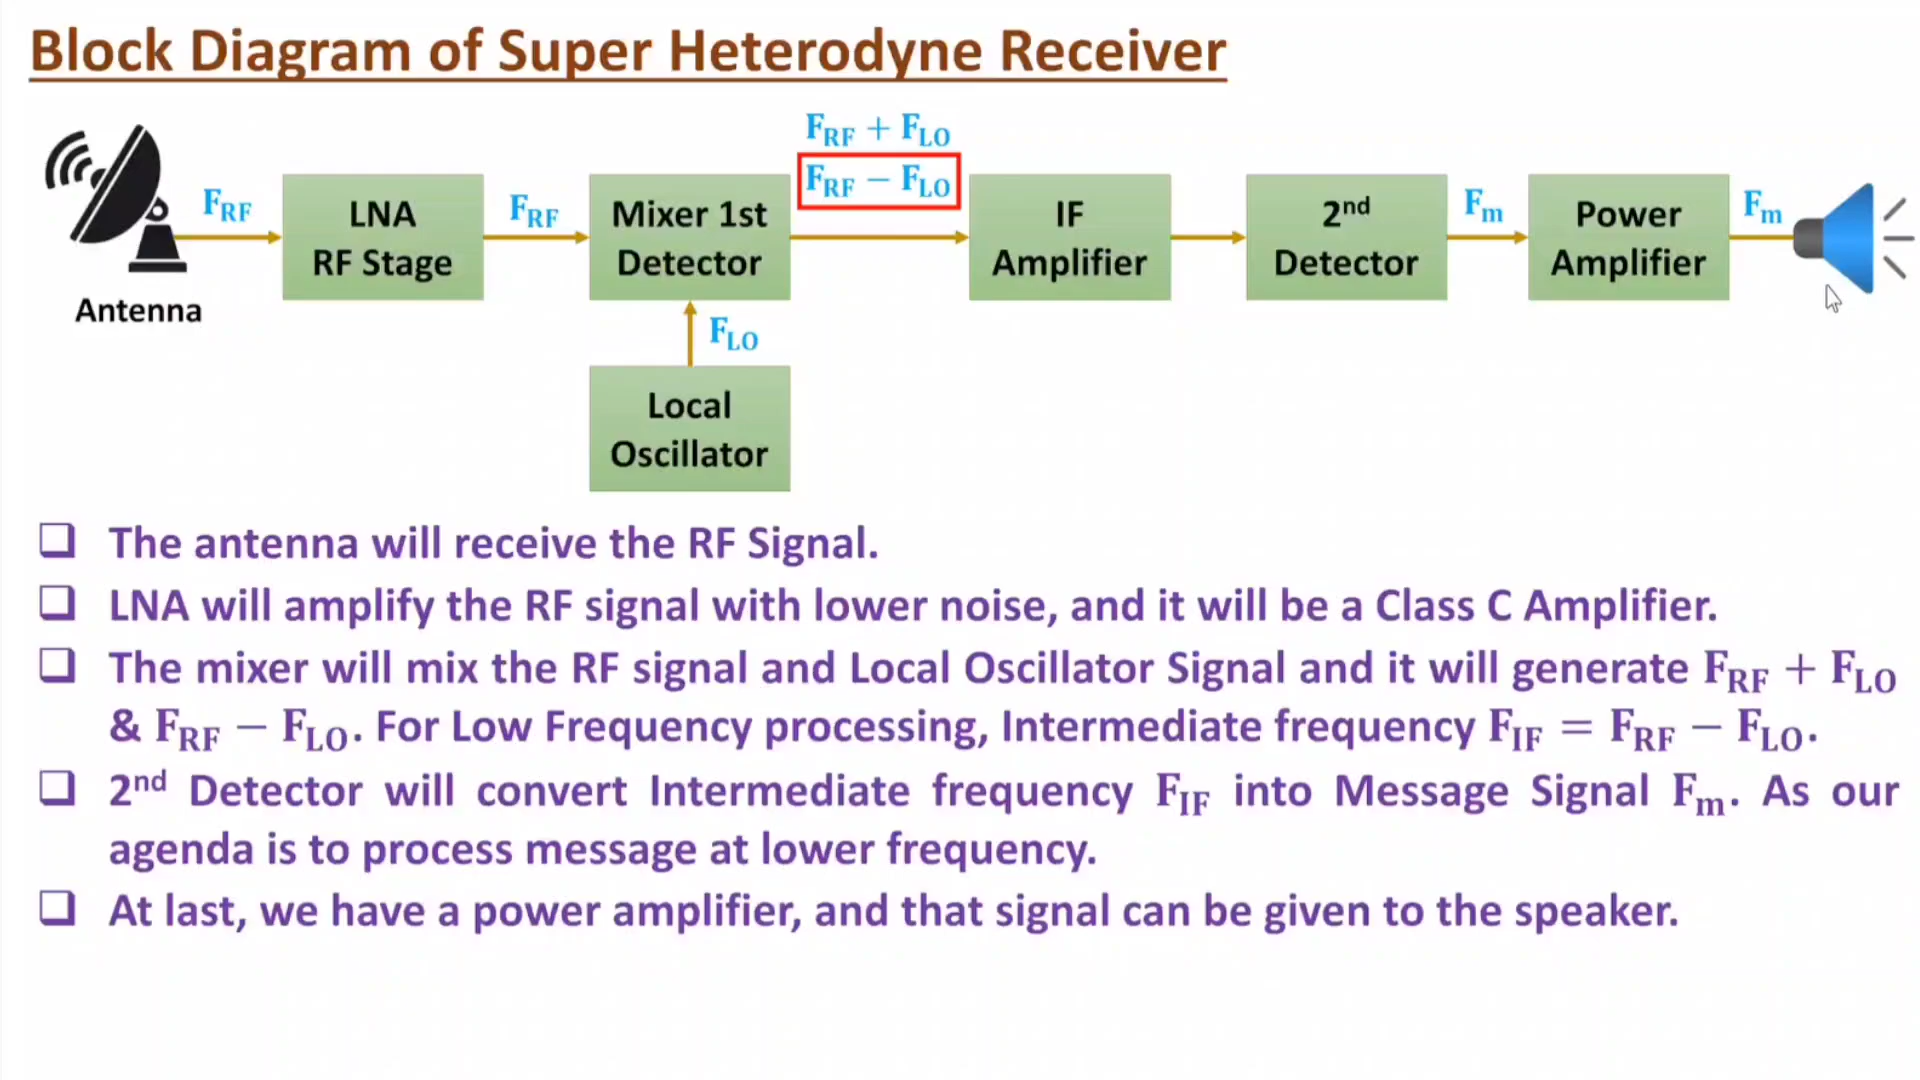 Block Diagram of Super Heterodyne Receiver
F_RF + F_LO
F_RF − F_LO
F_RF
LNA
RF Stage
F_RF
Mixer 1st
Detector
IF
Amplifier
2nd
Detector
F_m
Power
Amplifier
F_m
Antenna
F_LO
Local
Oscillator
❑ The antenna will receive the RF Signal.
❑ LNA will amplify the RF signal with lower noise, and it will be a Class C Amplifier.
❑ The mixer will mix the RF signal and Local Oscillator Signal and it will generate F_RF + F_LO
& F_RF − F_LO. For Low Frequency processing, Intermediate frequency F_IF = F_RF − F_LO.
❑ 2nd Detector will convert Intermediate frequency F_IF into Message Signal F_m. As our
agenda is to process message at lower frequency.
❑ At last, we have a power amplifier, and that signal can be given to the speaker.